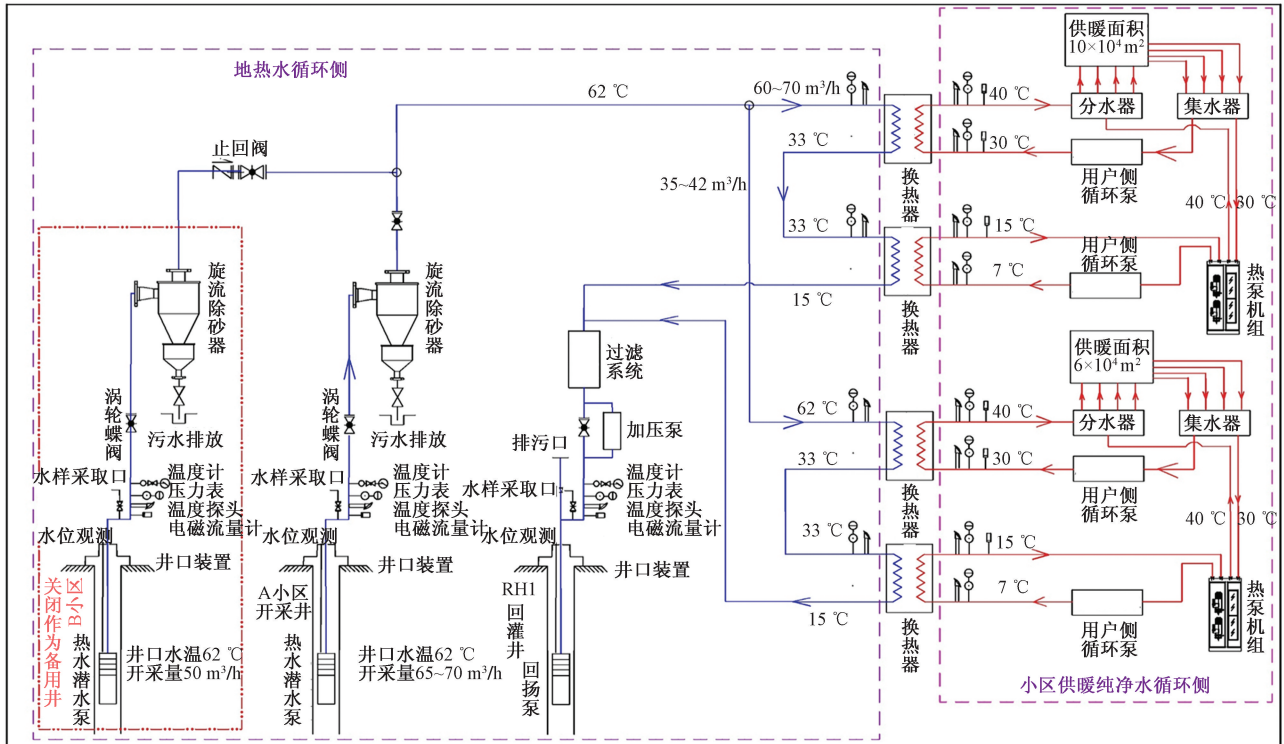 地热水循环侧
62 ℃
60~70 m³/h
33 ℃
35~42 m³/h
33 ℃
15 ℃
止回阀
旋流除砂器
涡轮蝶阀
污水排放
水样采取口
温度计
压力表
温度探头
电磁流量计
水位观测
井口装置
关闭作为备用井
B小区
热水潜水泵
井口水温62 ℃
开采量50 m³/h
旋流除砂器
涡轮蝶阀
污水排放
水样采取口
温度计
压力表
温度探头
电磁流量计
水位观测
井口装置
A小区
开采井
热水潜水泵
井口水温62 ℃
开采量65~70 m³/h
过滤
系统
加压泵
排污口
水样采取口
温度计
压力表
温度探头
电磁流量计
水位观测
井口装置
RH1
回灌井
回扬泵
62 ℃
33 ℃
33 ℃
15 ℃
换热器
换热器
换热器
换热器
供暖面积
10×10⁴ m²
40 ℃
分水器
集水器
30 ℃
用户侧
循环泵
40 ℃
30 ℃
15 ℃
用户侧
循环泵
7 ℃
热泵机组
供暖面积
6×10⁴ m²
40 ℃
分水器
集水器
30 ℃
用户侧
循环泵
40 ℃
30 ℃
15 ℃
7 ℃
用户侧
循环泵
热泵机组
小区供暖纯净水循环侧